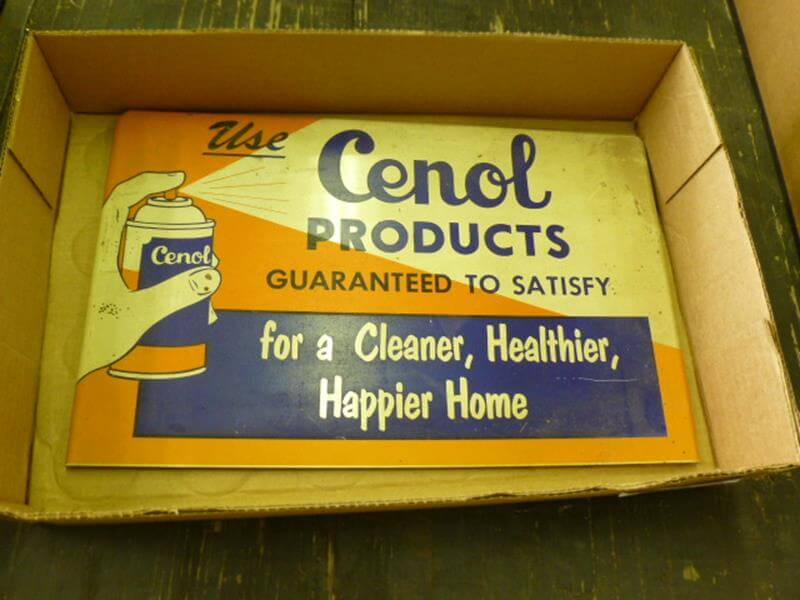 Use Cenol
PRODUCTS
GUARANTEED TO SATISFY
Cenol
for a Cleaner, Healthier,
Happier Home